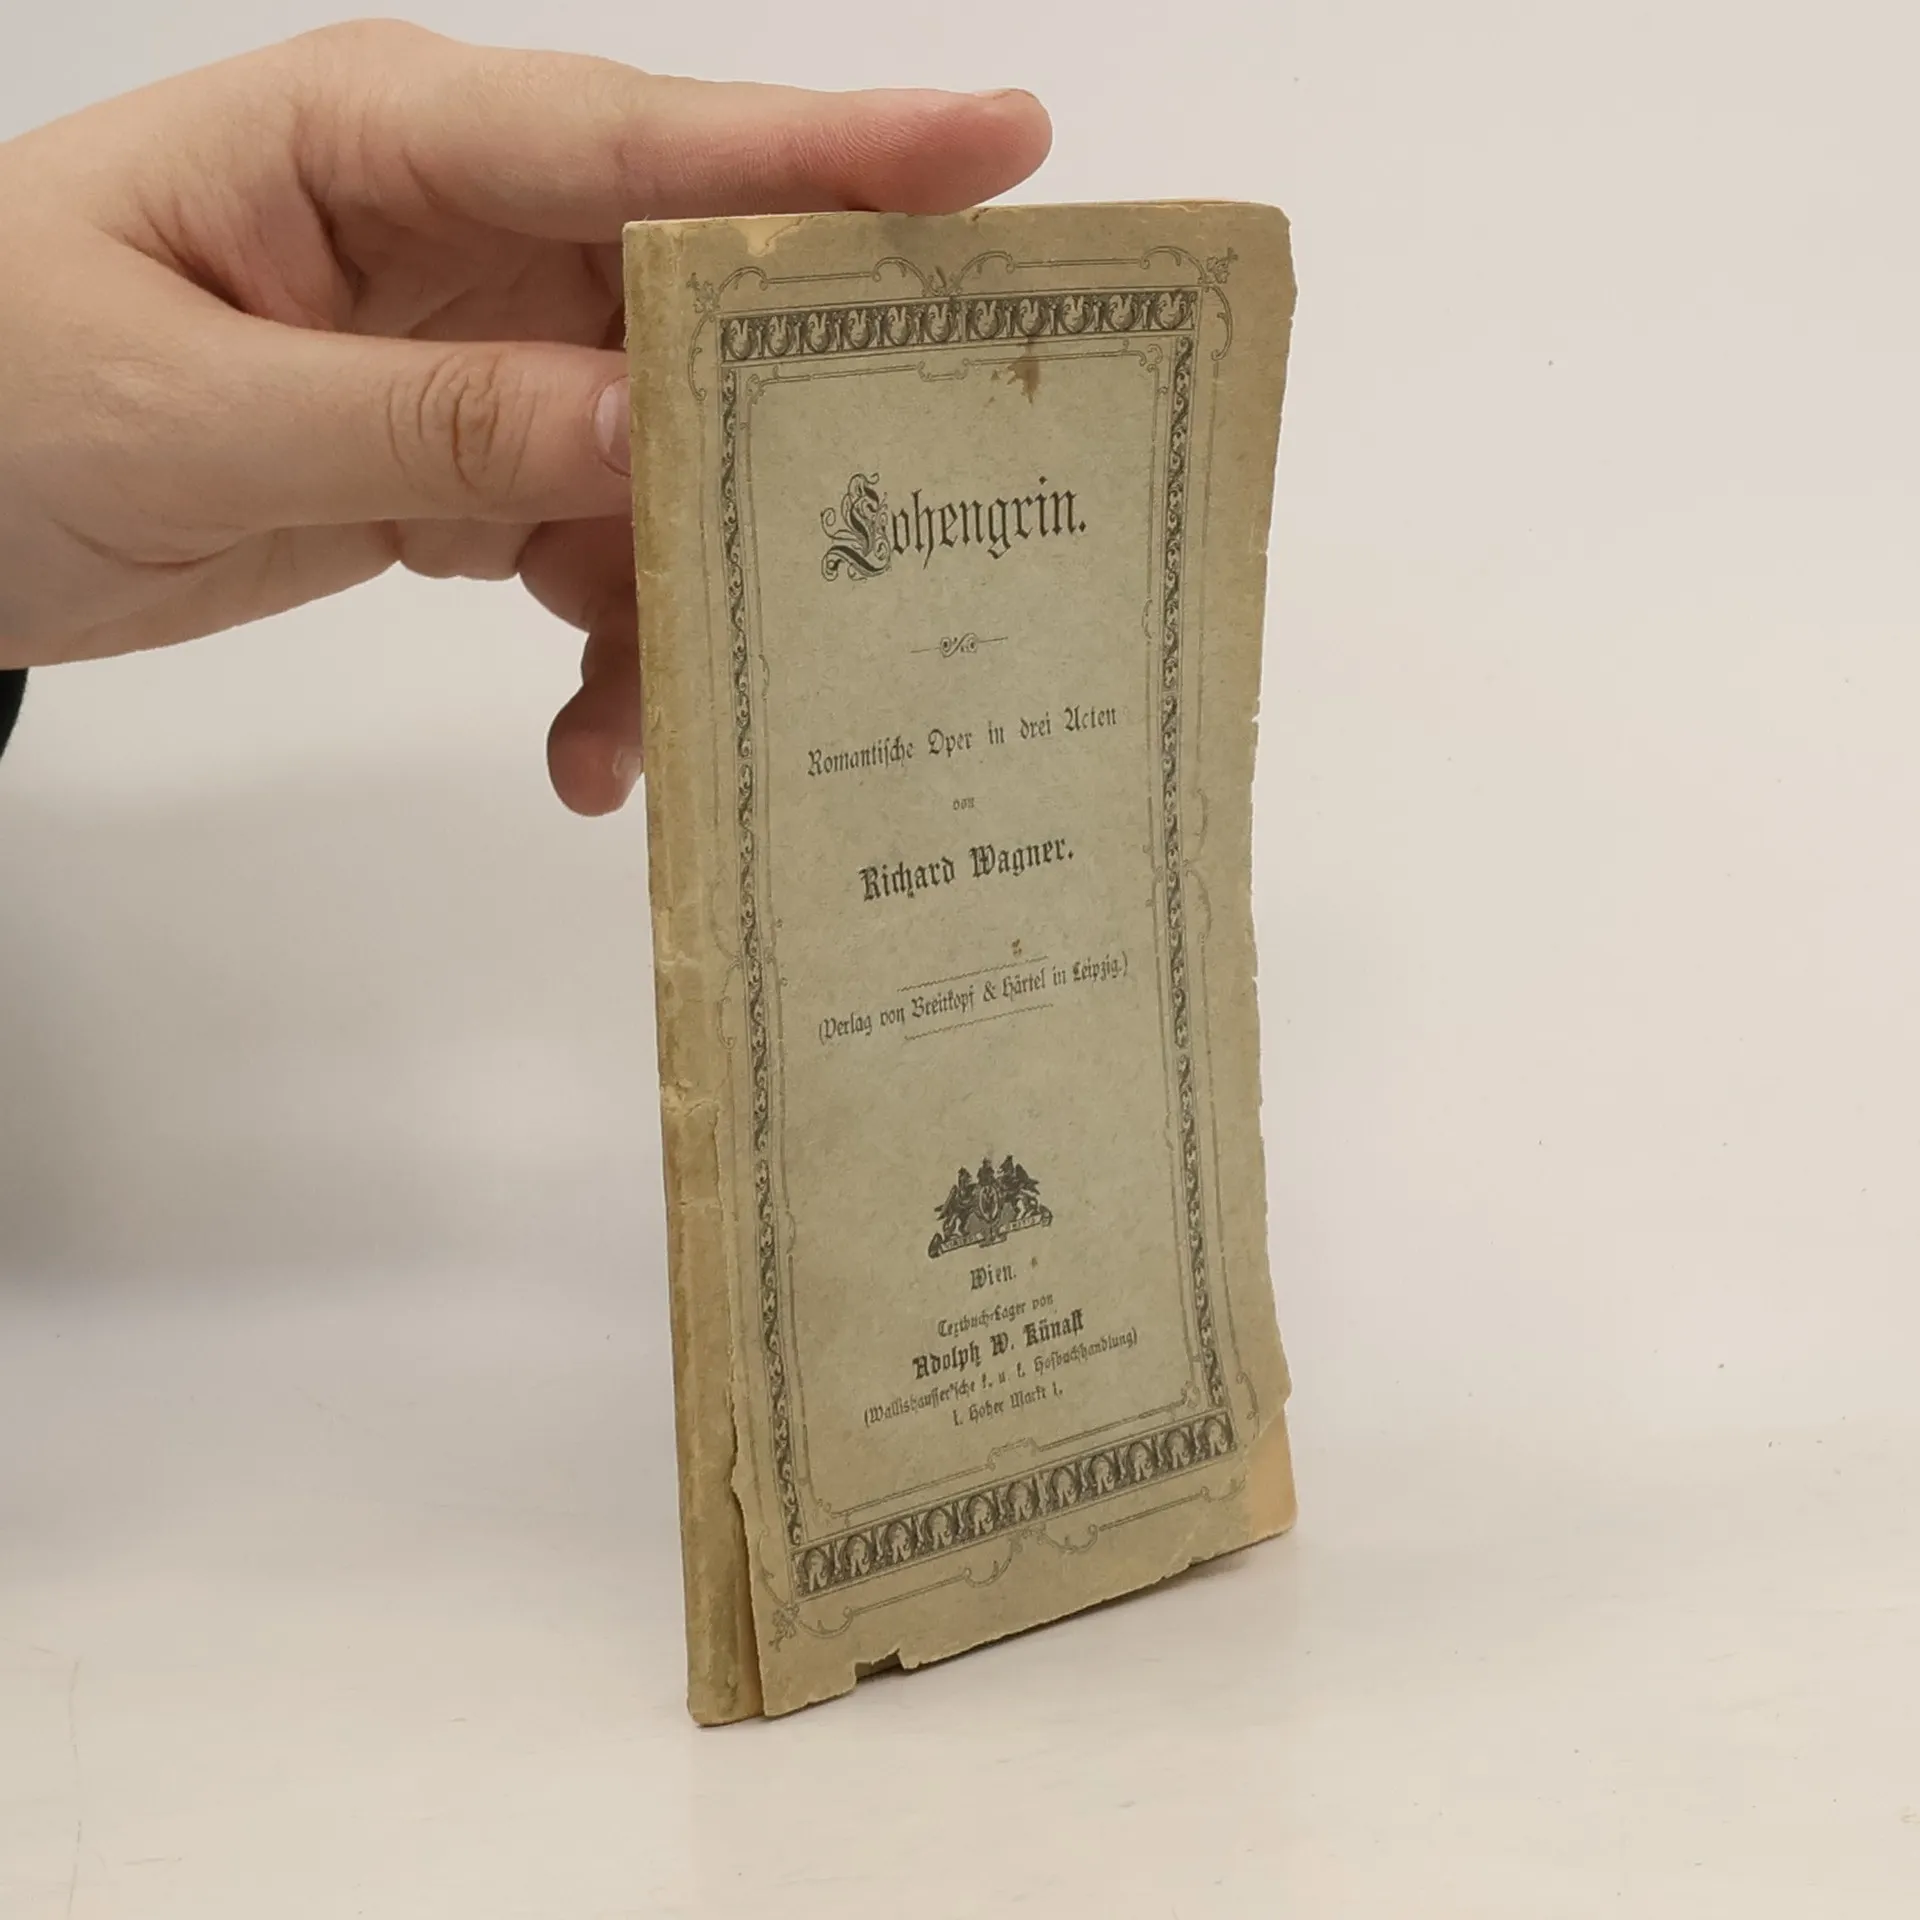 Lohengrin.
Romantische Oper in drei Acten
von
Richard Wagner.
(Verlag von Breitkopf & Härtel in Leipzig.)
Wien.
Textbuch-Lager von
Adolph W. Künast
(Wallishausser'sche k. u. k. Hofbuchhandlung)
I. Hoher Markt 1.